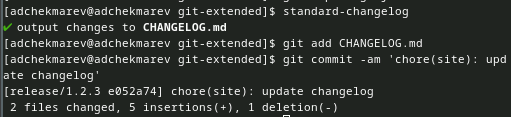 [adchekmarev@adchekmarev git-extended]$ standard-changelog
✔ output changes to CHANGELOG.md
[adchekmarev@adchekmarev git-extended]$ git add CHANGELOG.md
[adchekmarev@adchekmarev git-extended]$ git commit -am 'chore(site): upd
ate changelog'
[release/1.2.3 e052a74] chore(site): update changelog
 2 files changed, 5 insertions(+), 1 deletion(-)